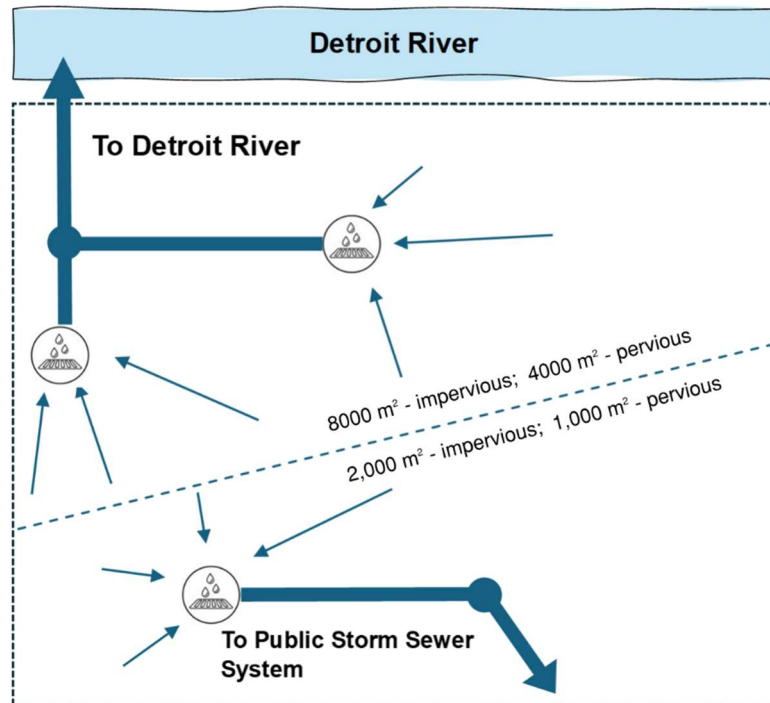 Detroit River
To Detroit River
8000 m² - impervious; 4000 m² - pervious
2,000 m² - impervious; 1,000 m² - pervious
To Public Storm Sewer
System